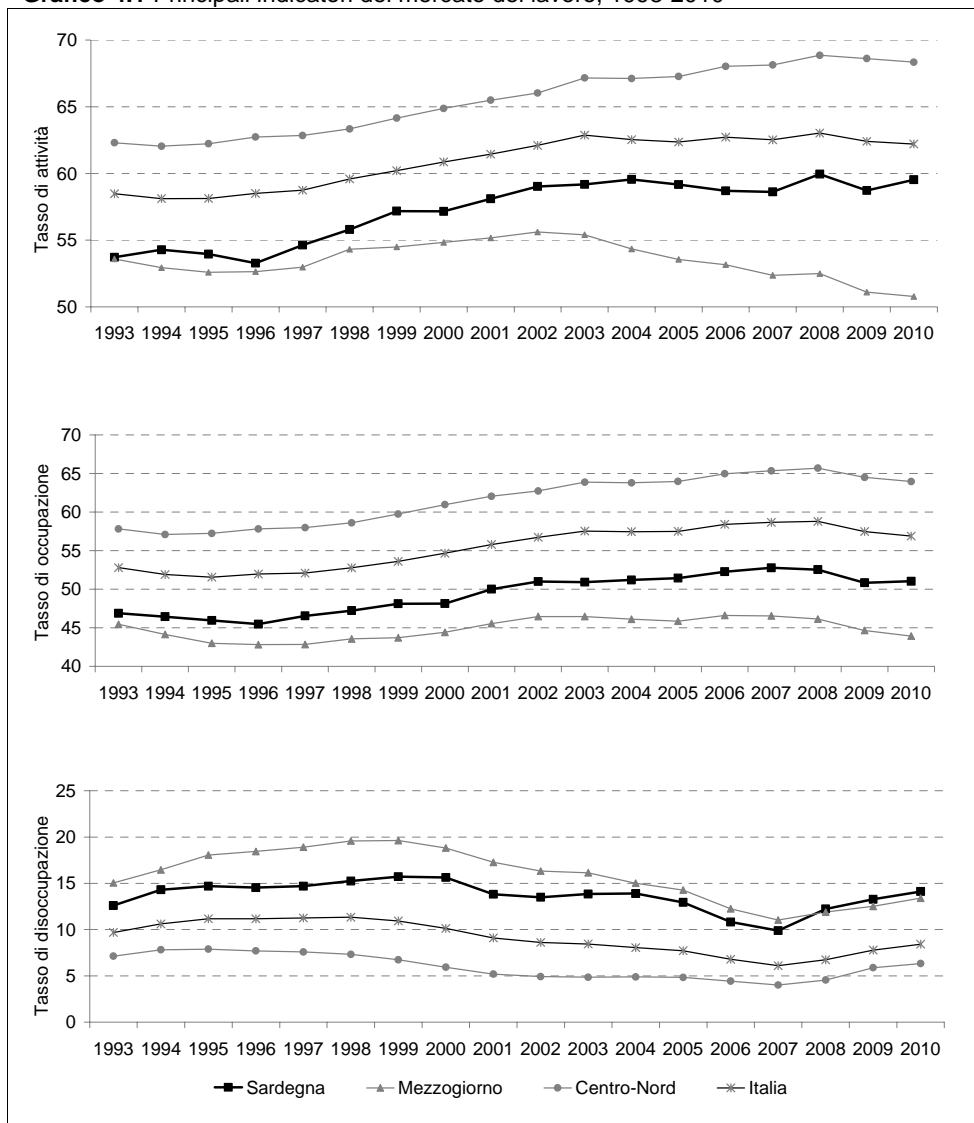 Grafico 4.1 Principali indicatori del mercato del lavoro, 1993-2010
Tasso di attività
70
65
60
55
50
1993 1994 1995 1996 1997 1998 1999 2000 2001 2002 2003 2004 2005 2006 2007 2008 2009 2010
Tasso di occupazione
70
65
60
55
50
45
40
1993 1994 1995 1996 1997 1998 1999 2000 2001 2002 2003 2004 2005 2006 2007 2008 2009 2010
Tasso di disoccupazione
25
20
15
10
5
0
1993 1994 1995 1996 1997 1998 1999 2000 2001 2002 2003 2004 2005 2006 2007 2008 2009 2010
Sardegna Mezzogiorno Centro-Nord Italia